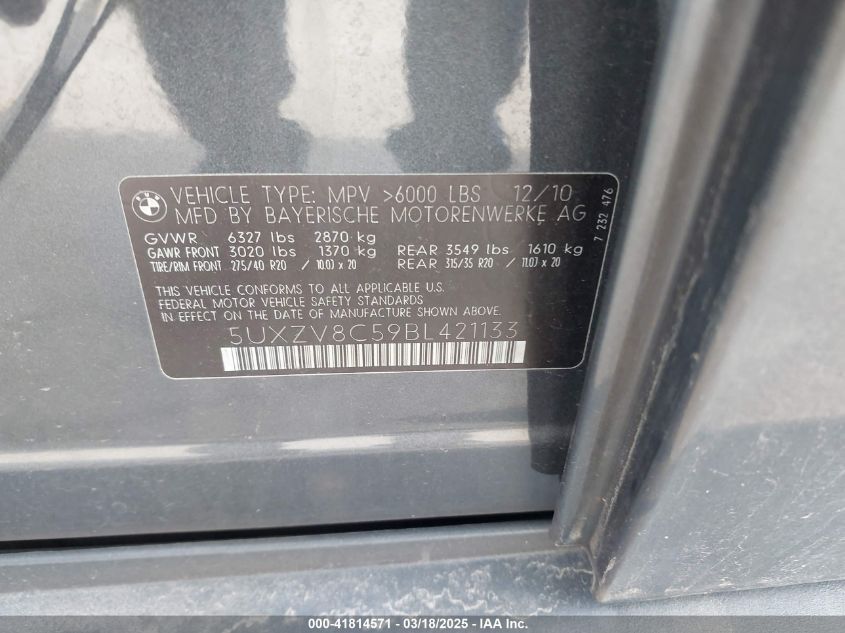 BMW
VEHICLE TYPE: MPV >6000 LBS 12/10
MFD BY BAYERISCHE MOTORENWERKE AG
GVWR 6327 lbs 2870 kg
GAWR FRONT 3020 lbs 1370 kg REAR 3549 lbs 1610 kg
TIRE/RIM FRONT 275/40 R20 / 10.0J x 20 REAR 315/35 R20 / 11.0J x 20
THIS VEHICLE CONFORMS TO ALL APPLICABLE U.S.
FEDERAL MOTOR VEHICLE SAFETY STANDARDS
IN EFFECT ON THE DATE OF MANUFACTURE SHOWN ABOVE.
5UXZV8C59BL421133
7 232 476
000-41814571 - 03/18/2025 - IAA Inc.